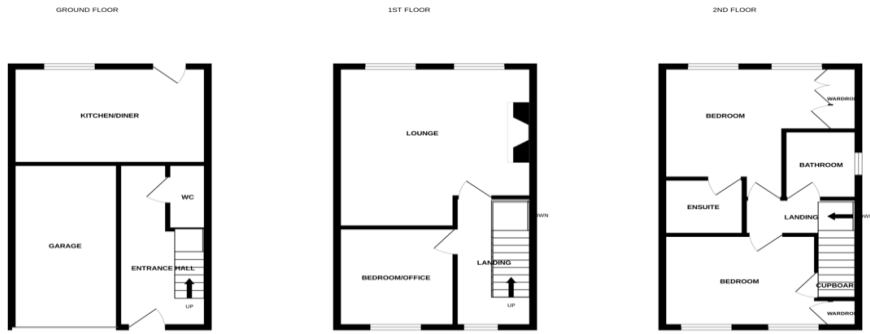 GROUND FLOOR
1ST FLOOR
2ND FLOOR
KITCHEN/DINER
WC
GARAGE
ENTRANCE HALL
UP
LOUNGE
BEDROOM/OFFICE
LANDING
UP
BEDROOM
BATHROOM
ENSUITE
LANDING
BEDROOM